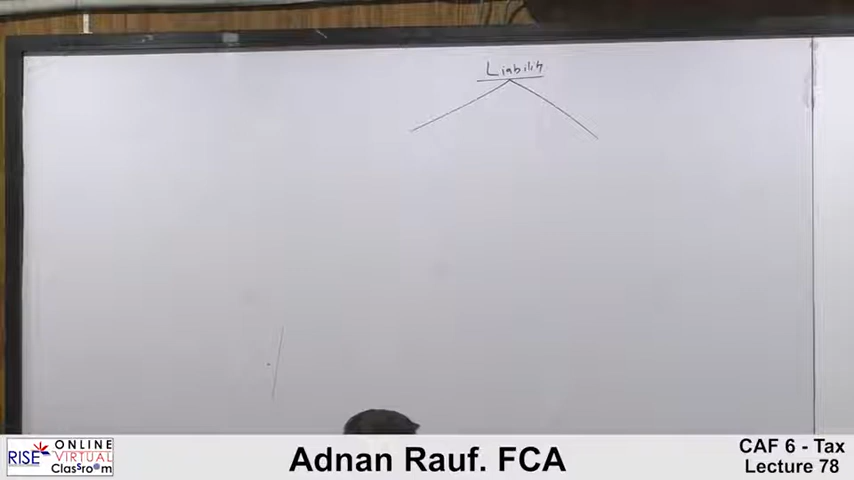 Liability
RISE
ONLINE
VIRTUAL
Classroom
Adnan Rauf. FCA
CAF 6 - Tax
Lecture 78